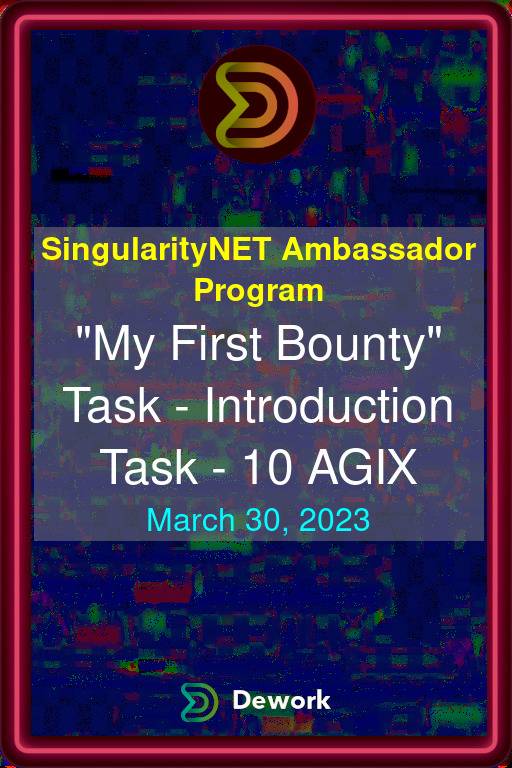 SingularityNET Ambassador
Program
"My First Bounty"
Task - Introduction
Task - 10 AGIX
March 30, 2023
Dework